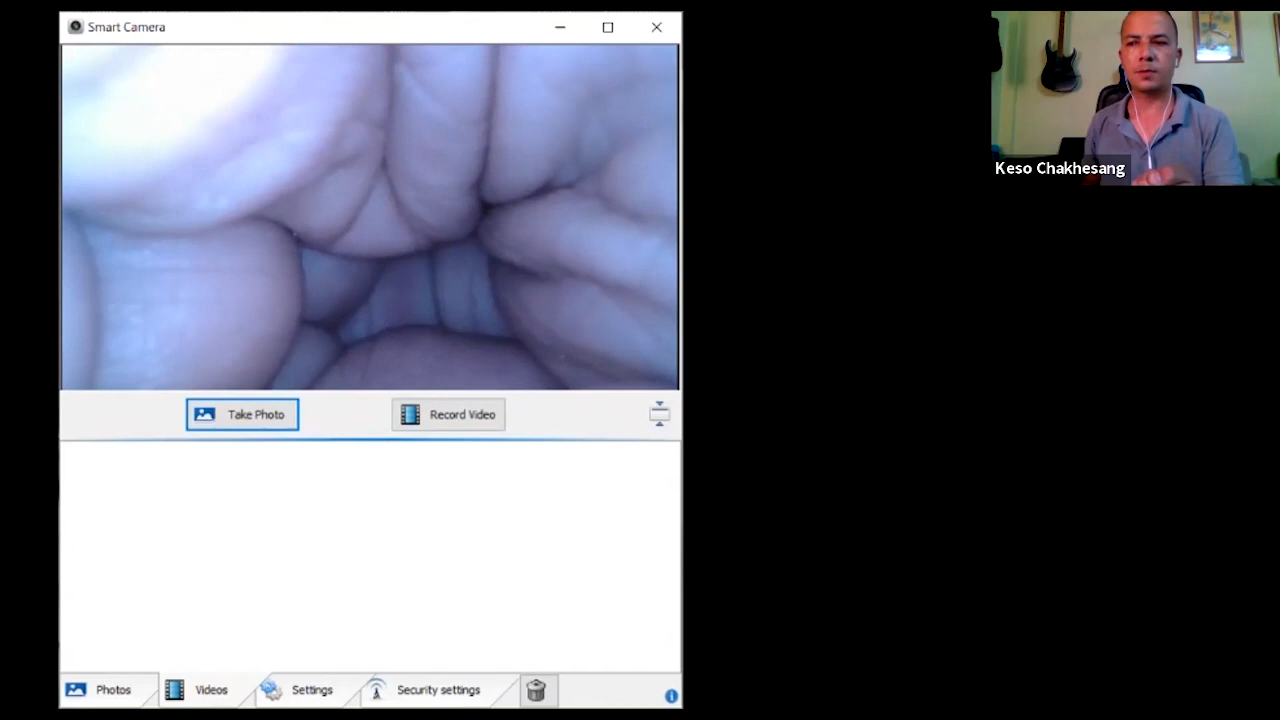 Smart Camera
Keso Chakhesang
Take Photo
Record Video
Photos
Videos
Settings
Security settings